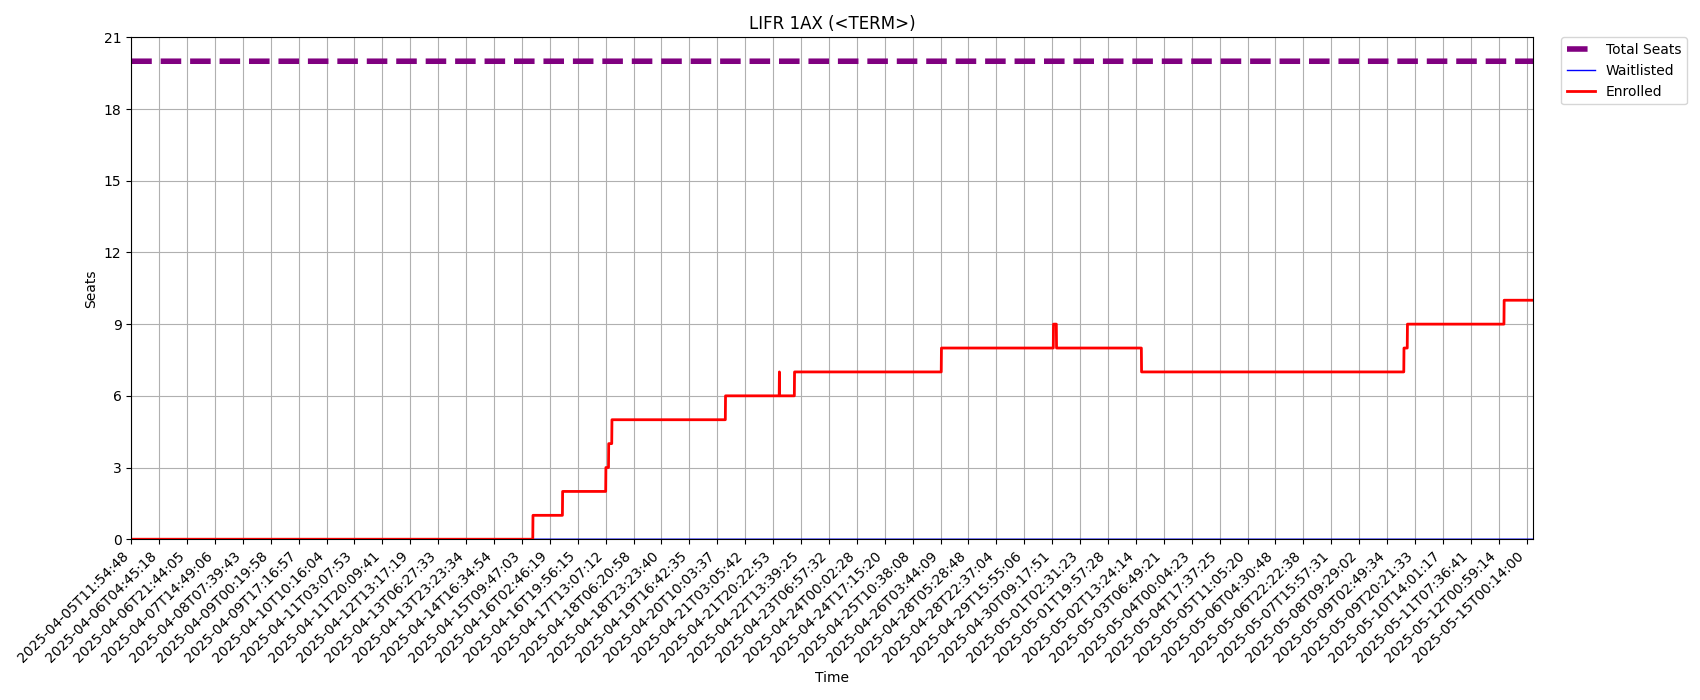 LIFR 1AX (<TERM>)
Total Seats
Waitlisted
Enrolled
Seats
21
18
15
12
9
6
3
0
2025-04-05T11:54:48
2025-04-06T04:45:18
2025-04-06T21:44:05
2025-04-07T14:49:06
2025-04-08T07:39:43
2025-04-09T00:19:58
2025-04-09T17:16:57
2025-04-10T10:16:04
2025-04-11T03:07:53
2025-04-11T20:09:41
2025-04-12T13:17:19
2025-04-13T06:27:33
2025-04-13T23:23:34
2025-04-14T16:34:54
2025-04-15T09:47:03
2025-04-16T02:46:19
2025-04-16T19:56:15
2025-04-17T13:07:12
2025-04-18T06:20:58
2025-04-18T23:23:40
2025-04-19T16:42:35
2025-04-20T10:03:37
2025-04-21T03:05:42
2025-04-21T20:22:53
2025-04-22T13:39:25
2025-04-23T06:57:32
2025-04-24T00:02:28
2025-04-24T17:15:20
2025-04-25T10:38:08
2025-04-26T03:44:09
2025-04-28T05:28:48
2025-04-28T22:37:04
2025-04-29T15:55:06
2025-04-30T09:17:51
2025-05-01T02:31:23
2025-05-01T19:57:28
2025-05-02T13:24:14
2025-05-03T06:49:21
2025-05-04T00:04:23
2025-05-04T17:37:25
2025-05-05T11:05:20
2025-05-06T04:30:48
2025-05-06T22:22:38
2025-05-07T15:57:31
2025-05-08T09:29:02
2025-05-09T02:49:34
2025-05-09T20:21:33
2025-05-10T14:01:17
2025-05-11T07:36:41
2025-05-12T00:59:14
2025-05-15T00:14:00
Time